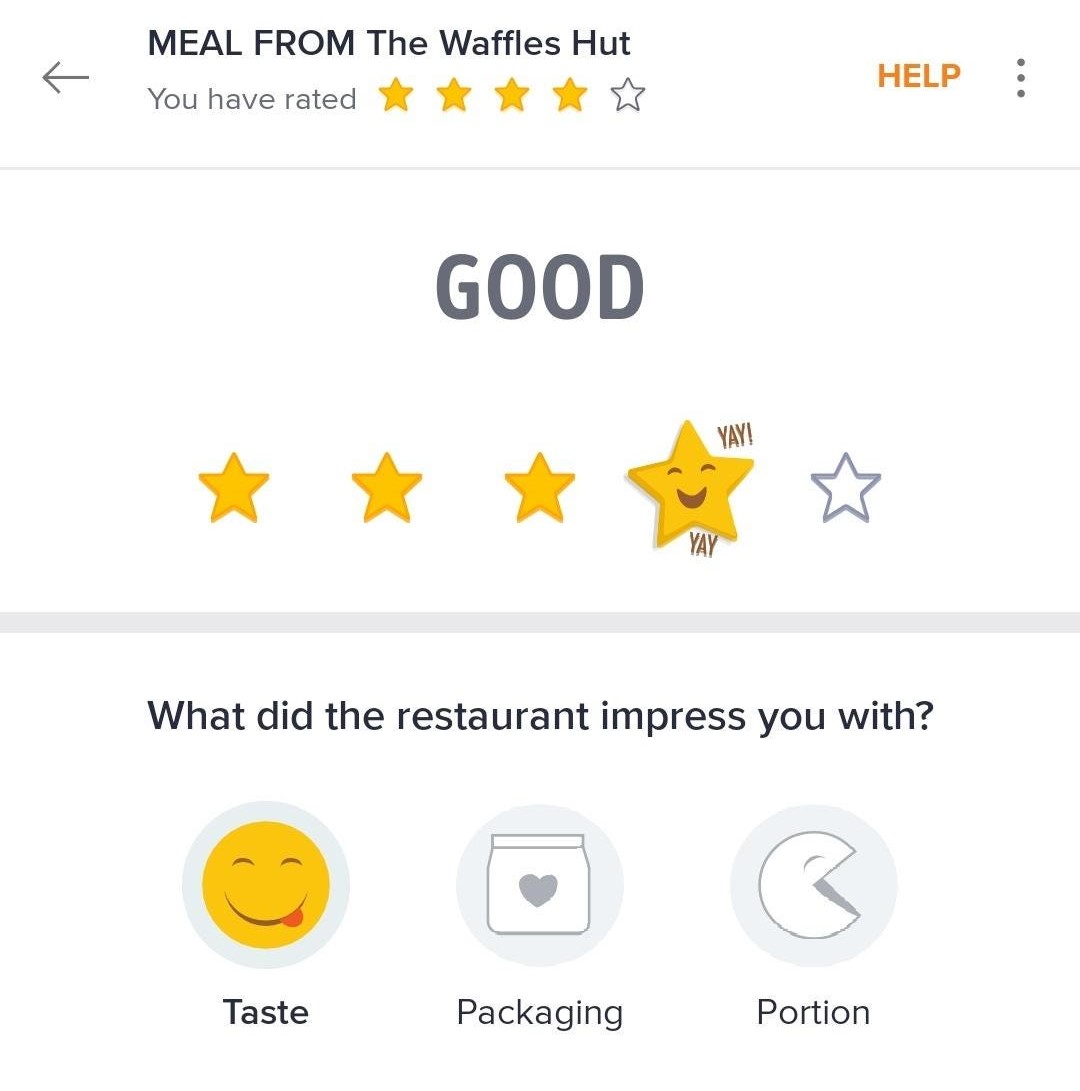 MEAL FROM The Waffles Hut
You have rated
HELP
GOOD
YAY!
YAY
What did the restaurant impress you with?
Taste
Packaging
Portion